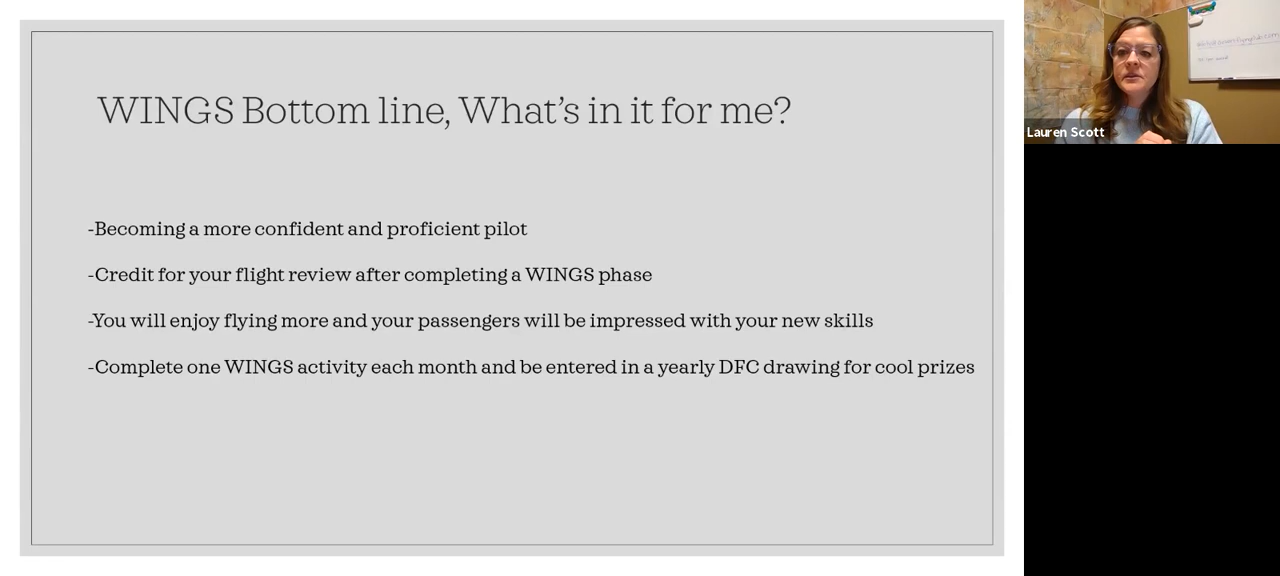 WINGS Bottom line, What's in it for me?
-Becoming a more confident and proficient pilot
-Credit for your flight review after completing a WINGS phase
-You will enjoy flying more and your passengers will be impressed with your new skills
-Complete one WINGS activity each month and be entered in a yearly DFC drawing for cool prizes
Lauren Scott